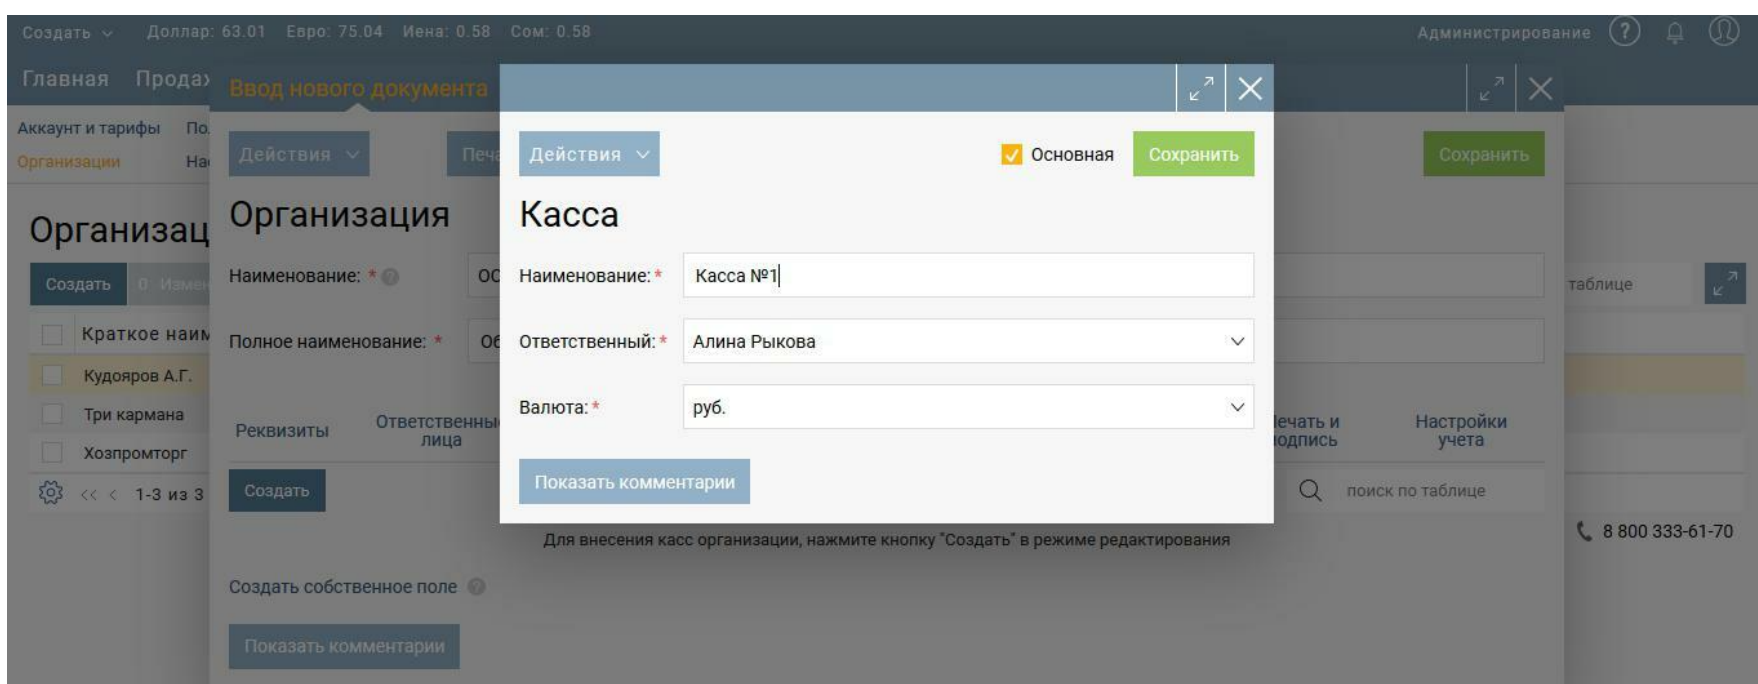 Создать Доллар: 63.01 Евро: 75.04 Иена: 0.58 Сом: 0.58 Администрирование ?
Главная
Ввод нового документа
Аккаунт и тарифы
Организации
Действия
Действия
Основная
Сохранить
Сохранить
Организация
Касса
Создать 0
Наименование: * ?
Наименование: * Касса №1
таблице
Краткое
Полное наименование: *
Ответственный: * Алина Рыкова
Кудояров А.Г.
Три кармана
Валюта: * руб.
Реквизиты
Ответственные
лица
подпись
Настройки
учета
Хозпромторг
<< < 1-3 из 3
Создать
Показать комментарии
поиск по таблице
Для внесения касс организации, нажмите кнопку "Создать" в режиме редактирования
8 800 333-61-70
Создать собственное поле ?
Показать комментарии